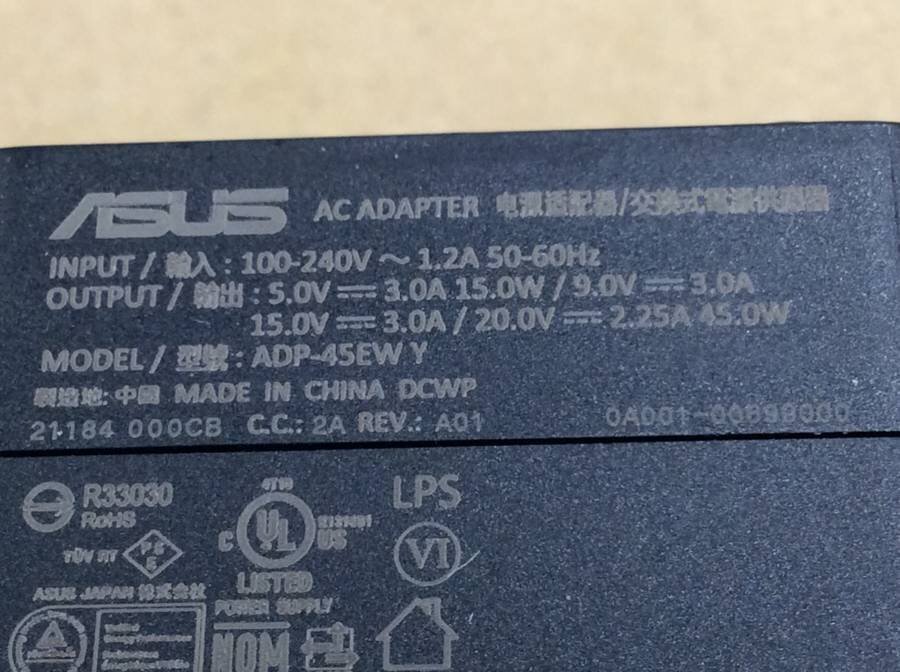 ASUS AC ADAPTER 电源适配器/交換式電源供應器
INPUT / 輸入 : 100-240V ～ 1.2A 50-60Hz
OUTPUT / 輸出 : 5.0V ⎓ 3.0A 15.0W / 9.0V ⎓ 3.0A
15.0V ⎓ 3.0A / 20.0V ⎓ 2.25A 45.0W
MODEL / 型號 : ADP-45EW Y
製造地: 中國 MADE IN CHINA DCWP
21184 000CB C.C.: 2A REV.: A01
R33030
RoHS
LPS
C UL US
VI
TÜV RT PSE
LISTED
ASUS JAPAN 株式会社
POWER SUPPLY
NOM